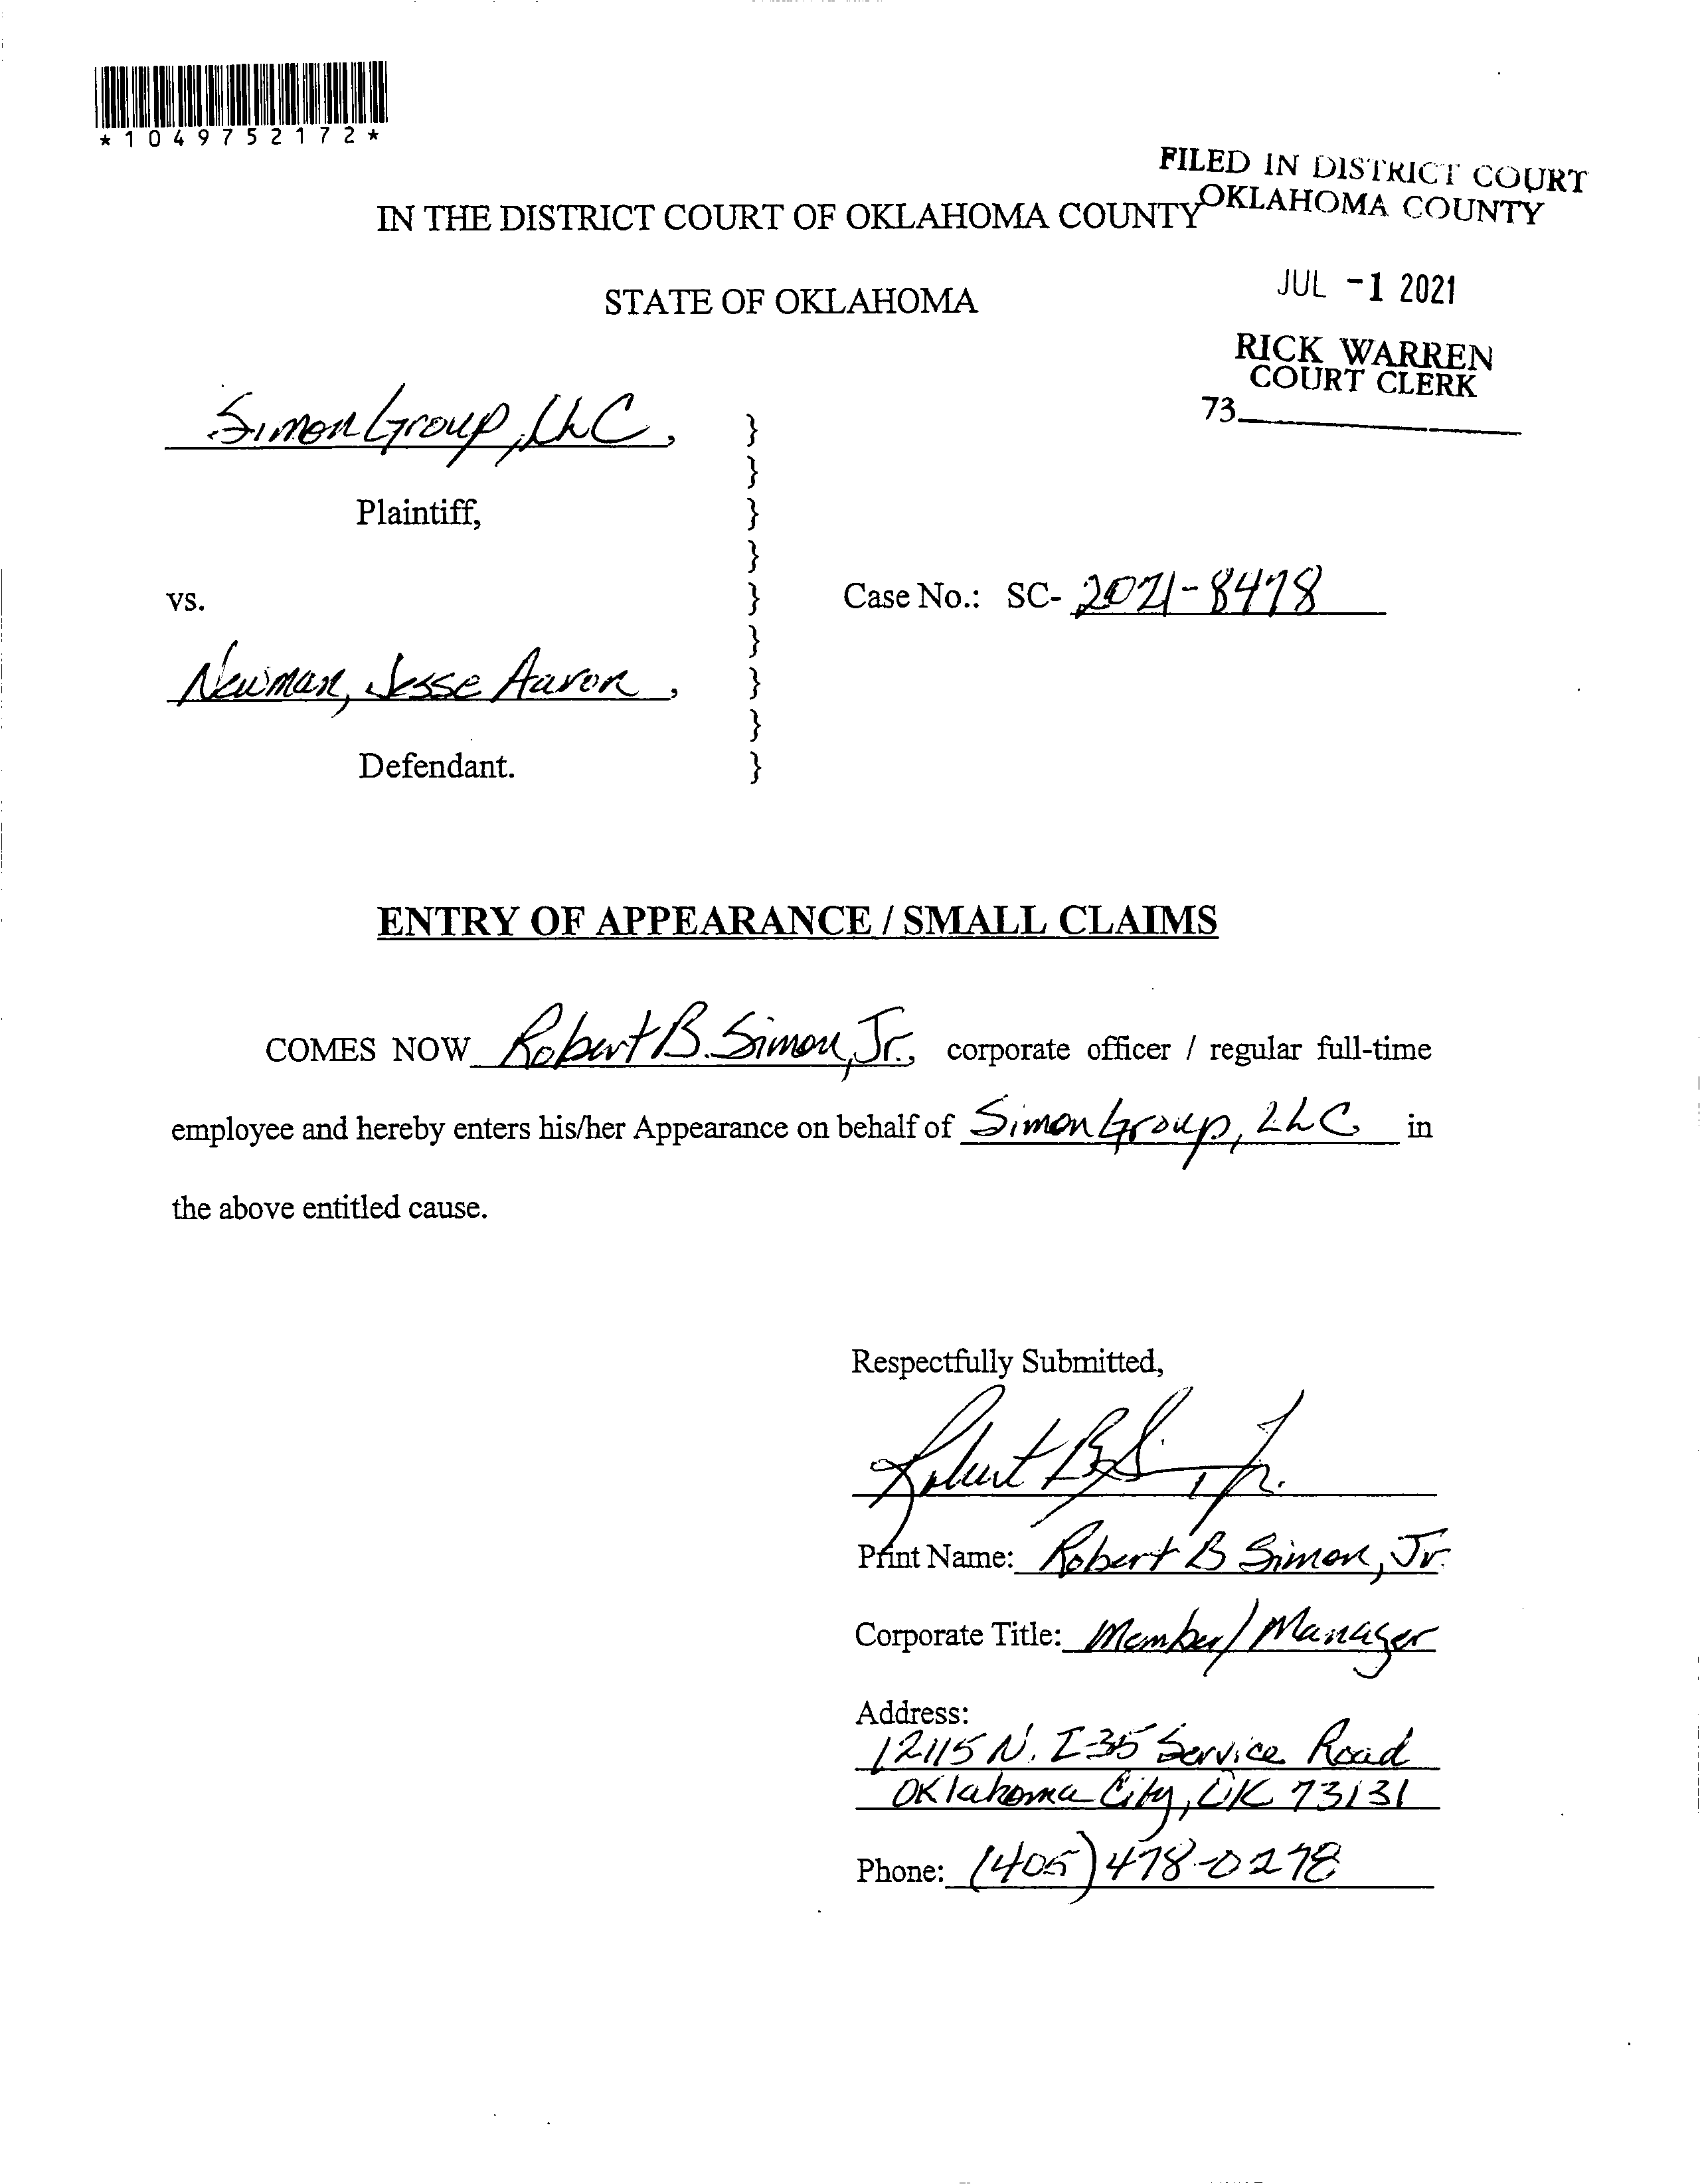 *1049752172*
FILED IN DISTRICT COURT
OKLAHOMA COUNTY
IN THE DISTRICT COURT OF OKLAHOMA COUNTY
STATE OF OKLAHOMA
JUL -1 2021
RICK WARREN
COURT CLERK
73
Simon Group, LLC,
Plaintiff,
vs.
Case No.: SC- 2021-8478
Newman, Jesse Aaron,
Defendant.
}
}
}
}
}
}
}
}
}
ENTRY OF APPEARANCE / SMALL CLAIMS
COMES NOW Robert B. Simon, Jr., corporate officer / regular full-time
employee and hereby enters his/her Appearance on behalf of Simon Group, LLC in
the above entitled cause.
Respectfully Submitted,
Robert B S, Jr.
Print Name: Robert B Simon, Jr.
Corporate Title: Member/Manager
Address:
12115 N. I-35 Service Road
Oklahoma City, OK 73131
Phone: (405) 478-0278